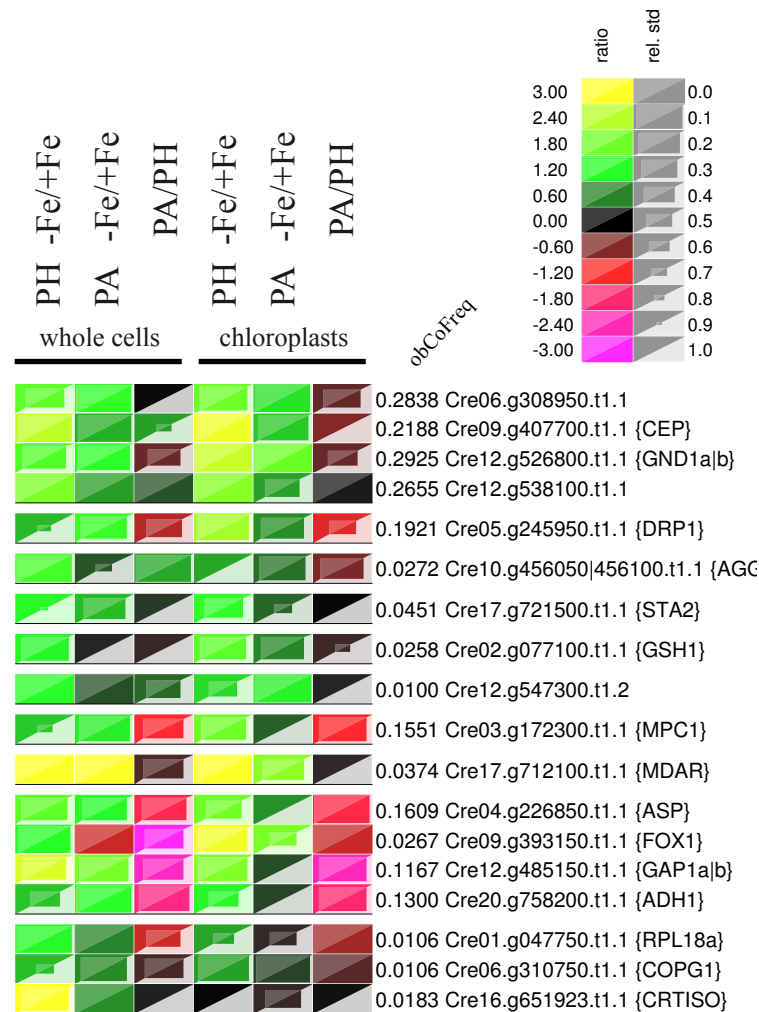 ratio
rel. std
3.00 0.0
2.40 0.1
1.80 0.2
1.20 0.3
0.60 0.4
0.00 0.5
-0.60 0.6
-1.20 0.7
-1.80 0.8
-2.40 0.9
-3.00 1.0
PH -Fe/+Fe
PA -Fe/+Fe
PA/PH
PH -Fe/+Fe
PA -Fe/+Fe
PA/PH
whole cells
chloroplasts
obCoFreq
0.2838 Cre06.g308950.t1.1
0.2188 Cre09.g407700.t1.1 {CEP}
0.2925 Cre12.g526800.t1.1 {GND1a|b}
0.2655 Cre12.g538100.t1.1
0.1921 Cre05.g245950.t1.1 {DRP1}
0.0272 Cre10.g456050|456100.t1.1 {AGG
0.0451 Cre17.g721500.t1.1 {STA2}
0.0258 Cre02.g077100.t1.1 {GSH1}
0.0100 Cre12.g547300.t1.2
0.1551 Cre03.g172300.t1.1 {MPC1}
0.0374 Cre17.g712100.t1.1 {MDAR}
0.1609 Cre04.g226850.t1.1 {ASP}
0.0267 Cre09.g393150.t1.1 {FOX1}
0.1167 Cre12.g485150.t1.1 {GAP1a|b}
0.1300 Cre20.g758200.t1.1 {ADH1}
0.0106 Cre01.g047750.t1.1 {RPL18a}
0.0106 Cre06.g310750.t1.1 {COPG1}
0.0183 Cre16.g651923.t1.1 {CRTISO}